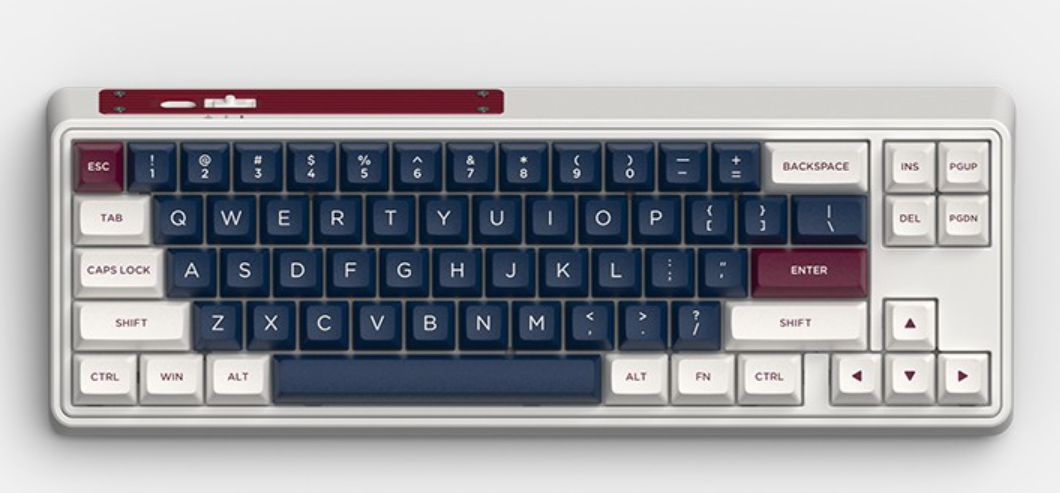 ESC ! 1 @ 2 # 3 $ 4 % 5 ^ 6 & 7 * 8 ( 9 ) 0 — - + = BACKSPACE INS PGUP
TAB Q W E R T Y U I O P { [ } ] | \ DEL PGDN
CAPS LOCK A S D F G H J K L : ; " ' ENTER
SHIFT Z X C V B N M < , > . ? / SHIFT ▲
CTRL WIN ALT ALT FN CTRL ◀ ▼ ▶